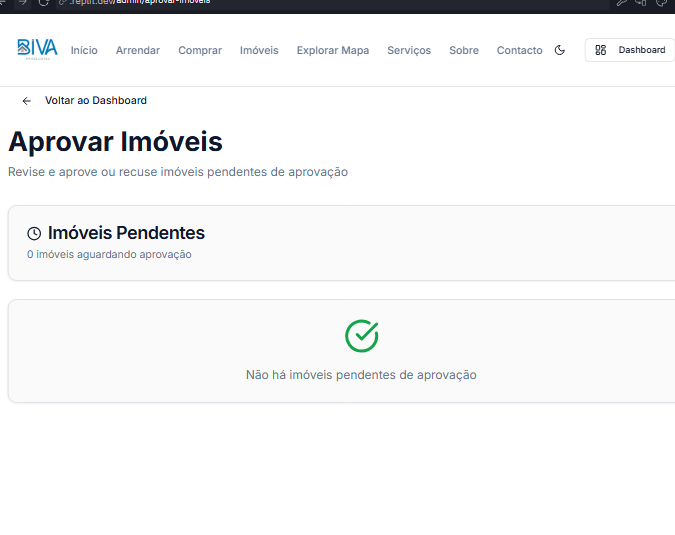 .replit.dev/admin/aprovar-imoveis
BIVA
Início Arrendar Comprar Imóveis Explorar Mapa Serviços Sobre Contacto Dashboard
Voltar ao Dashboard
Aprovar Imóveis
Revise e aprove ou recuse imóveis pendentes de aprovação
Imóveis Pendentes
0 imóveis aguardando aprovação
Não há imóveis pendentes de aprovação